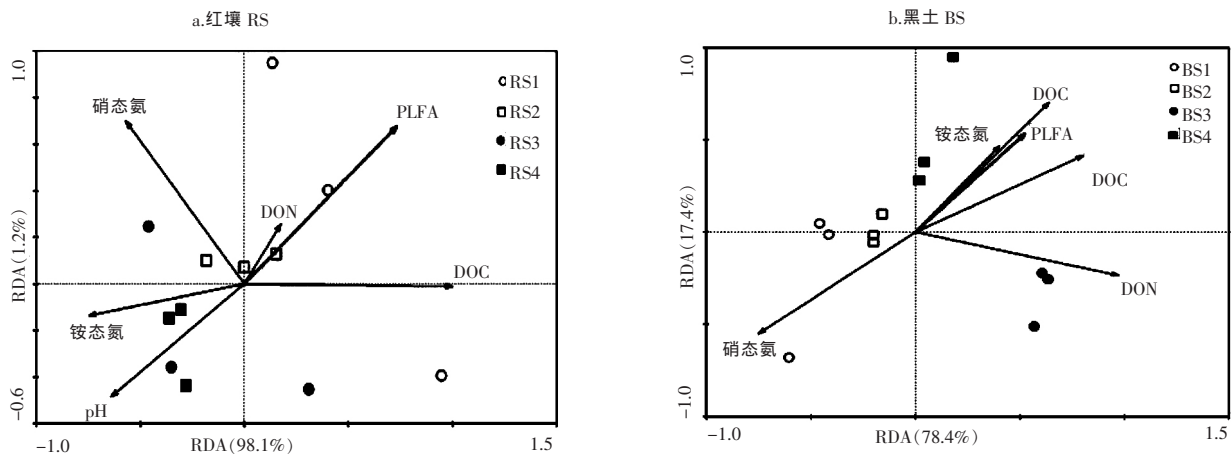 a.红壤 RS
1.0
硝态氨
PLFA
RS1
RS2
RS3
RS4
DON
DOC
铵态氮
pH
RDA(1.2%)
-0.6
-1.0
RDA(98.1%)
1.5
b.黑土 BS
1.0
DOC
铵态氮
PLFA
DOC
BS1
BS2
BS3
BS4
DON
硝态氨
RDA(17.4%)
-1.0
-1.0
RDA(78.4%)
1.5